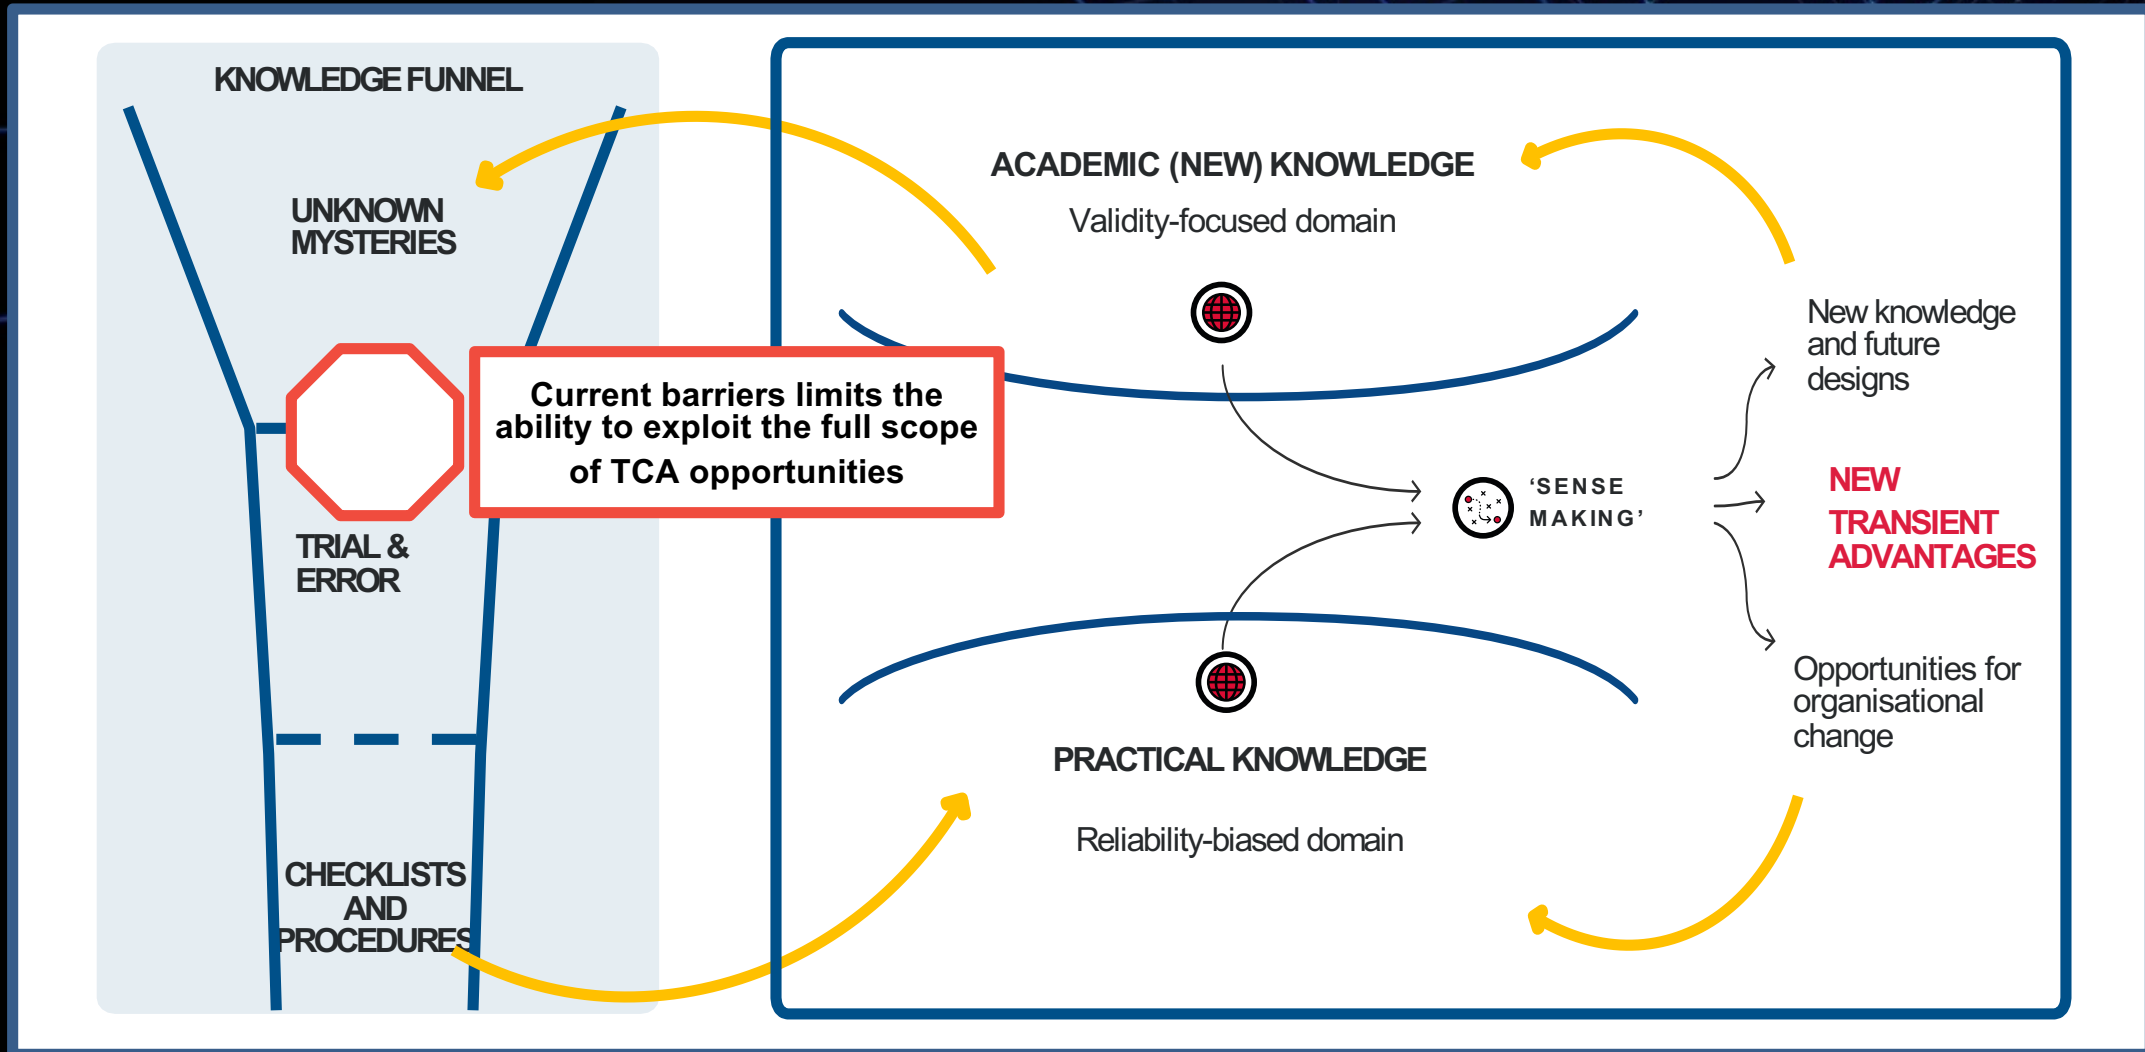 KNOWLEDGE FUNNEL
UNKNOWN
MYSTERIES
TRIAL &
ERROR
CHECKLISTS
AND
PROCEDURES
Current barriers limits the
ability to exploit the full scope
of TCA opportunities
ACADEMIC (NEW) KNOWLEDGE
Validity-focused domain
‘SENSE
MAKING’
PRACTICAL KNOWLEDGE
Reliability-biased domain
New knowledge
and future
designs
NEW
TRANSIENT
ADVANTAGES
Opportunities for
organisational
change